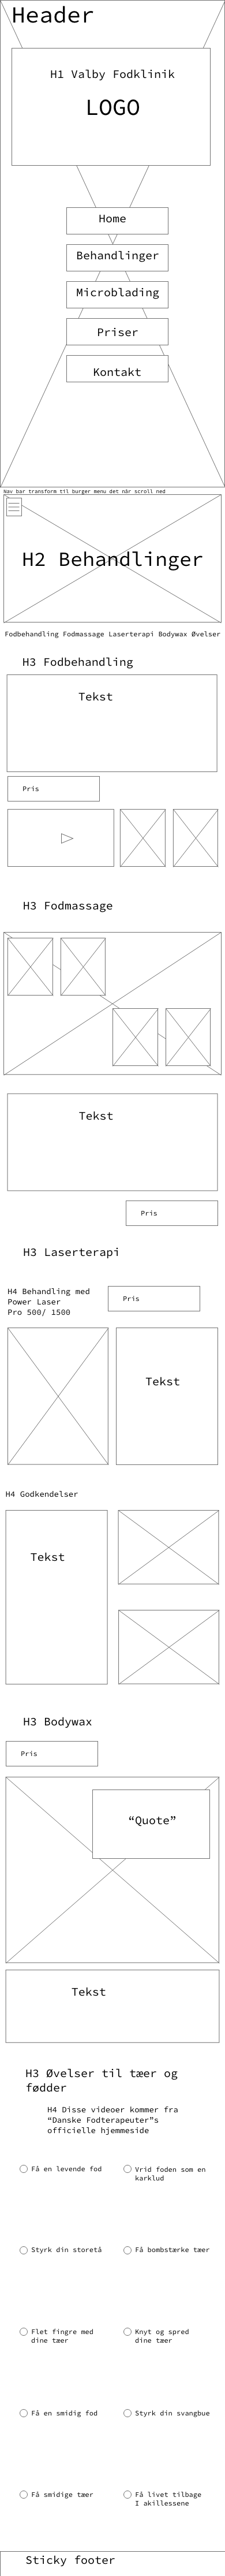 Header
H1 Valby Fodklinik
LOGO
Home
Behandlinger
Microblading
Priser
Kontakt
Nav bar transform til burger menu det når scroll ned
H2 Behandlinger
Fodbehandling Fodmassage Laserterapi Bodywax Øvelser
H3 Fodbehandling
Tekst
Pris
H3 Fodmassage
Tekst
Pris
H3 Laserterapi
H4 Behandling med
Power Laser
Pro 500/ 1500
Pris
Tekst
H4 Godkendelser
Tekst
H3 Bodywax
Pris
“Quote”
Tekst
H3 Øvelser til tæer og
fødder
H4 Disse videoer kommer fra
“Danske Fodterapeuter”s
officielle hjemmeside
Få en levende fod
Vrid foden som en
karklud
Styrk din storetå
Få bombstærke tæer
Flet fingre med
dine tæer
Knyt og spred
dine tæer
Få en smidig fod
Styrk din svangbue
Få smidige tæer
Få livet tilbage
I akillessene
Sticky footer